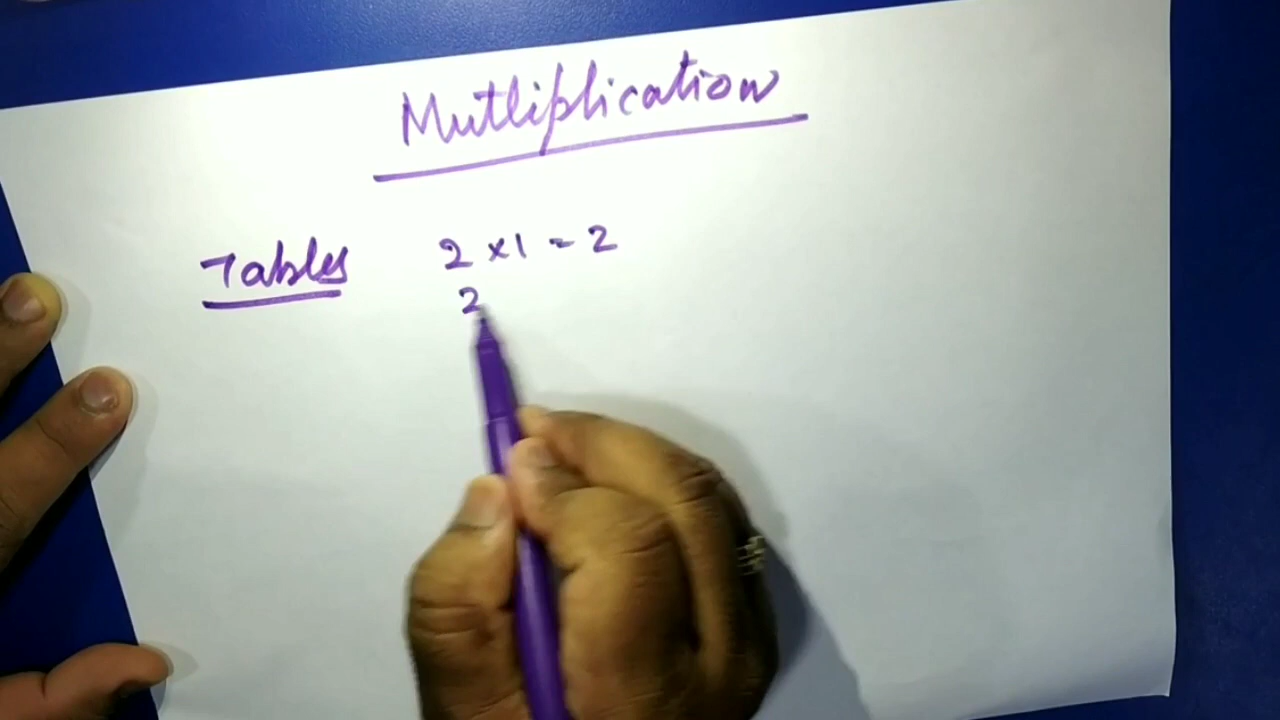 Mutliplication
Tables 2 × 1 = 2
2